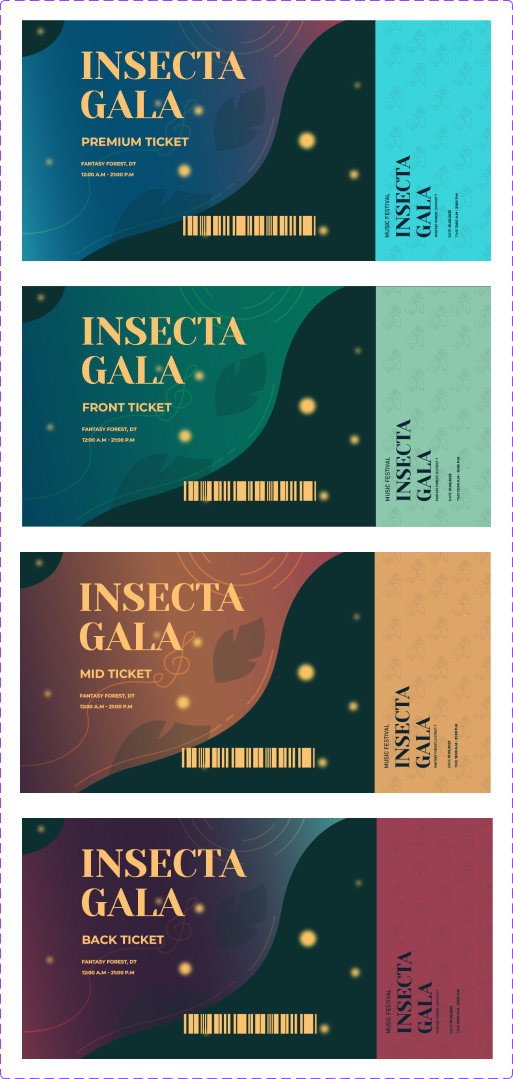 INSECTA
GALA
PREMIUM TICKET
FANTASY FOREST, D7
12:00 A.M - 21:00 P.M
MUSIC FESTIVAL
INSECTA
GALA
INSECTA
GALA
FRONT TICKET
FANTASY FOREST, D7
12:00 A.M - 21:00 P.M
MUSIC FESTIVAL
INSECTA
GALA
INSECTA
GALA
MID TICKET
FANTASY FOREST, D7
12:00 A.M - 21:00 P.M
MUSIC FESTIVAL
INSECTA
GALA
INSECTA
GALA
BACK TICKET
FANTASY FOREST, D7
12:00 A.M - 21:00 P.M
MUSIC FESTIVAL
INSECTA
GALA